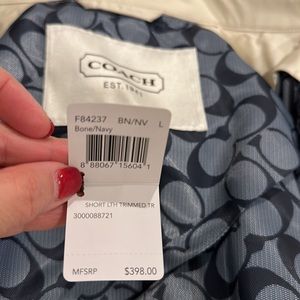 COACH
EST. 1941
F84237 BN/NV L
Bone/Navy
8 88067 15604 1
SHORT LTH TRIMMED TR
3000088721
MFSRP $398.00